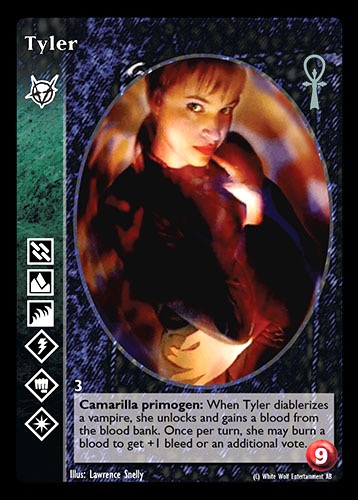 Tyler
3
Camarilla primogen: When Tyler diablerizes
a vampire, she unlocks and gains a blood from
the blood bank. Once per turn, she may burn a
blood to get +1 bleed or an additional vote.
9
Illus: Lawrence Snelly
(C) White Wolf Entertainment AB